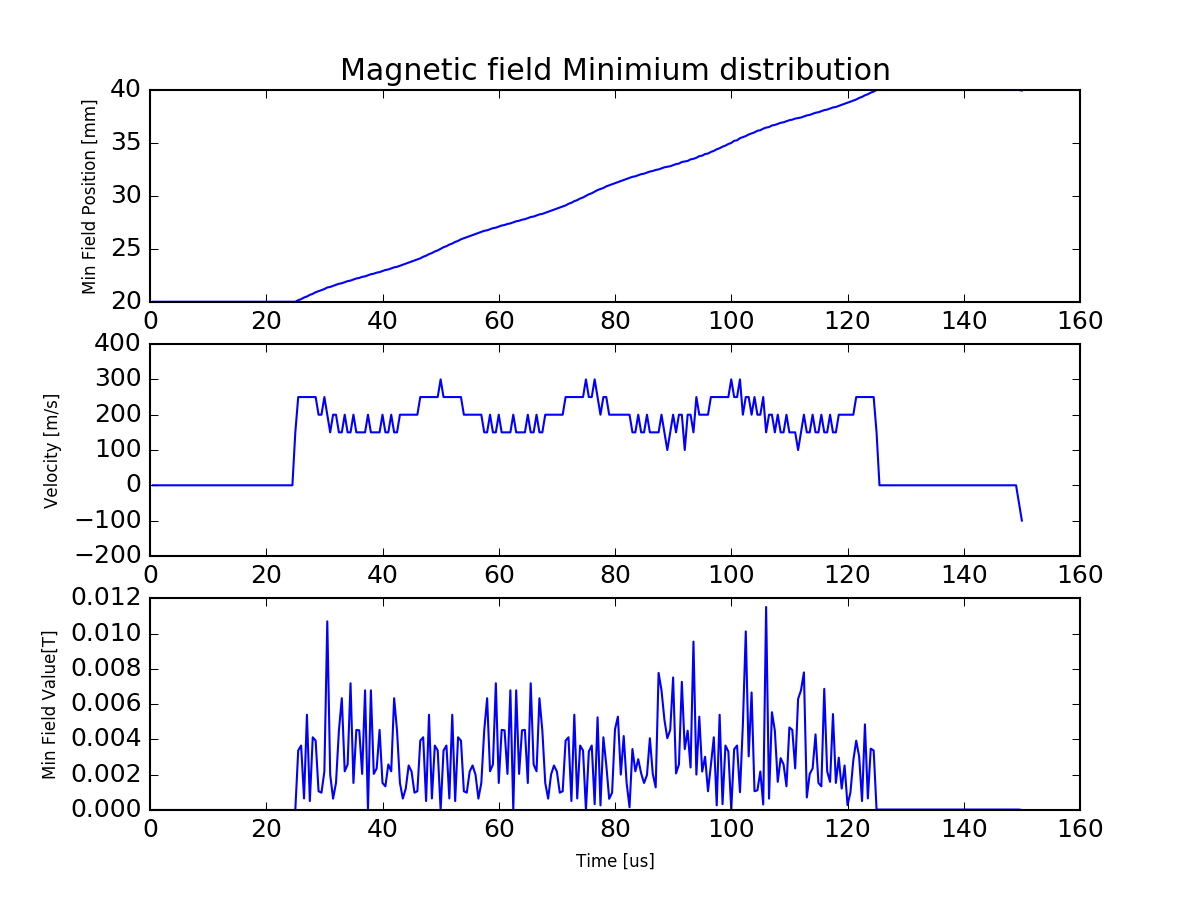 Magnetic field Minimium distribution
40
35
30
25
20
Min Field Position [mm]
0 20 40 60 80 100 120 140 160
400
300
200
100
0
−100
−200
Velocity [m/s]
0 20 40 60 80 100 120 140 160
0.012
0.010
0.008
0.006
0.004
0.002
0.000
Min Field Value[T]
0 20 40 60 80 100 120 140 160
Time [us]